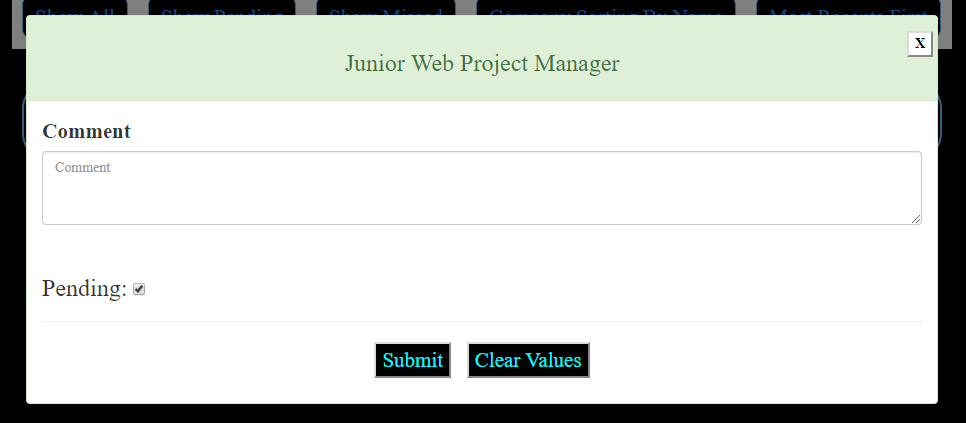 Show All Show Pending Show Missed Company Sorting By Name Most Recents First
X
Junior Web Project Manager
Comment
Comment
Pending:
Submit Clear Values